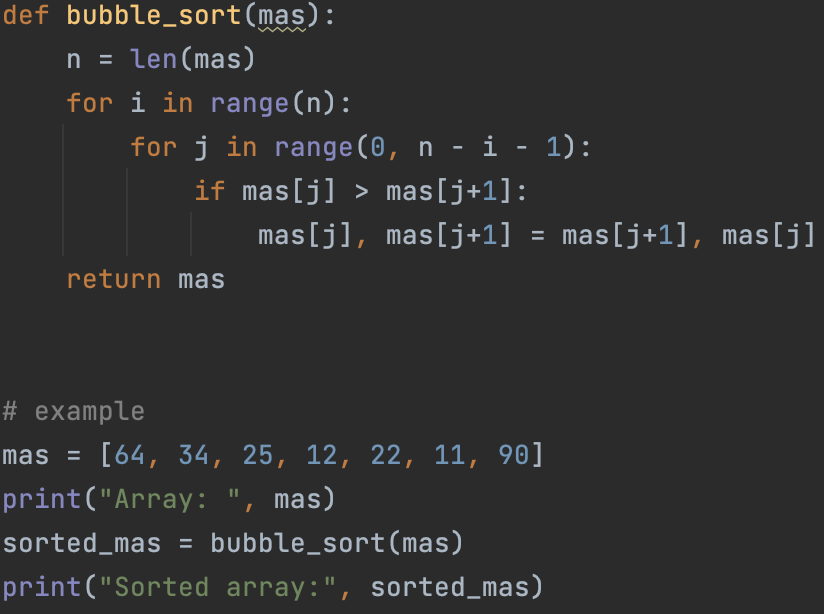 def bubble_sort(mas):
    n = len(mas)
    for i in range(n):
        for j in range(0, n - i - 1):
            if mas[j] > mas[j+1]:
                mas[j], mas[j+1] = mas[j+1], mas[j]
    return mas
# example
mas = [64, 34, 25, 12, 22, 11, 90]
print("Array: ", mas)
sorted_mas = bubble_sort(mas)
print("Sorted array:", sorted_mas)